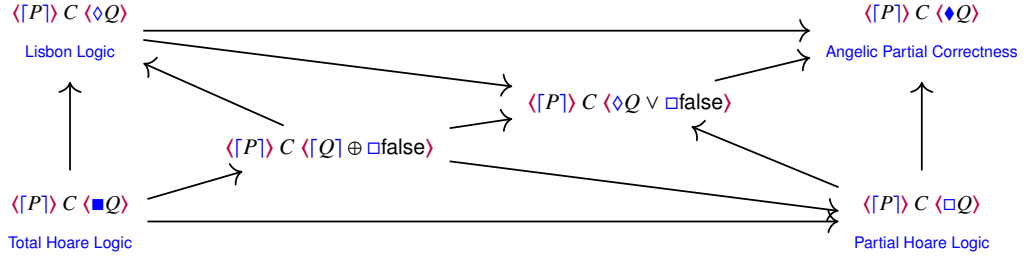 ⟨⌈P⌉⟩ C ⟨◊Q⟩
Lisbon Logic
⟨⌈P⌉⟩ C ⟨⧫Q⟩
Angelic Partial Correctness
⟨⌈P⌉⟩ C ⟨◊Q ∨ □false⟩
⟨⌈P⌉⟩ C ⟨⌈Q⌉ ⊕ □false⟩
⟨⌈P⌉⟩ C ⟨■Q⟩
Total Hoare Logic
⟨⌈P⌉⟩ C ⟨□Q⟩
Partial Hoare Logic